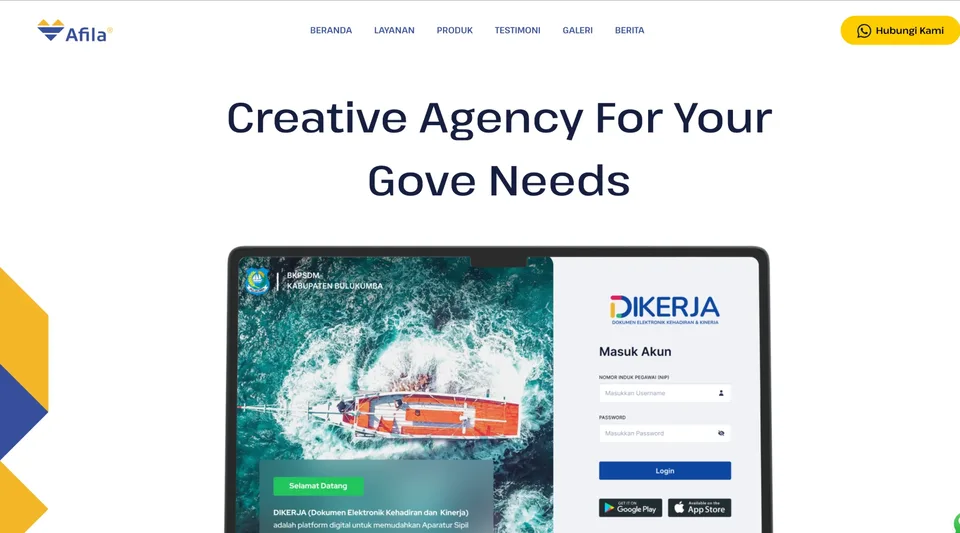 Afila
BERANDA
LAYANAN
PRODUK
TESTIMONI
GALERI
BERITA
Hubungi Kami
Creative Agency For Your
Gove Needs
BKPSDM
KABUPATEN BULUKUMBA
Selamat Datang
DIKERJA (Dokumen Elektronik Kehadiran dan Kinerja)
adalah platform digital untuk memudahkan Aparatur Sipil
DIKERJA
DOKUMEN ELEKTRONIK KEHADIRAN & KINERJA
Masuk Akun
NOMOR INDUK PEGAWAI (NIP)
Masukkan Username
PASSWORD
Masukkan Password
Login
GET IT ON
Google Play
Available on the
App Store